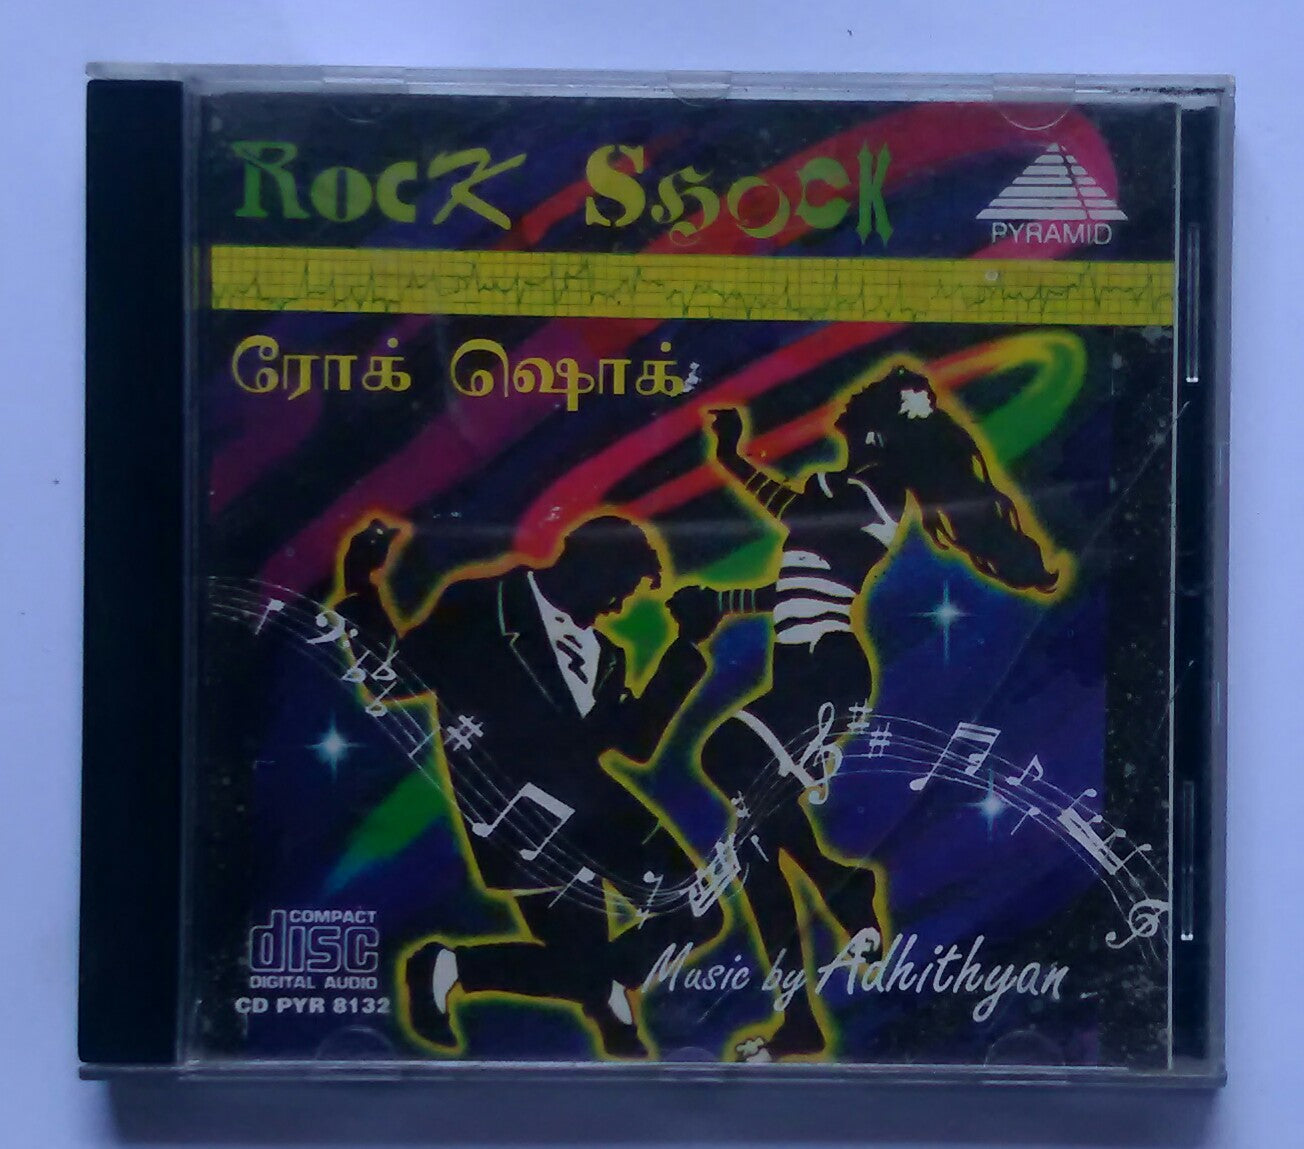 Rock Shock
PYRAMID
ரோக் ஷொக்
COMPACT
disc
DIGITAL AUDIO
CD PYR 8132
Music by Adhithyan